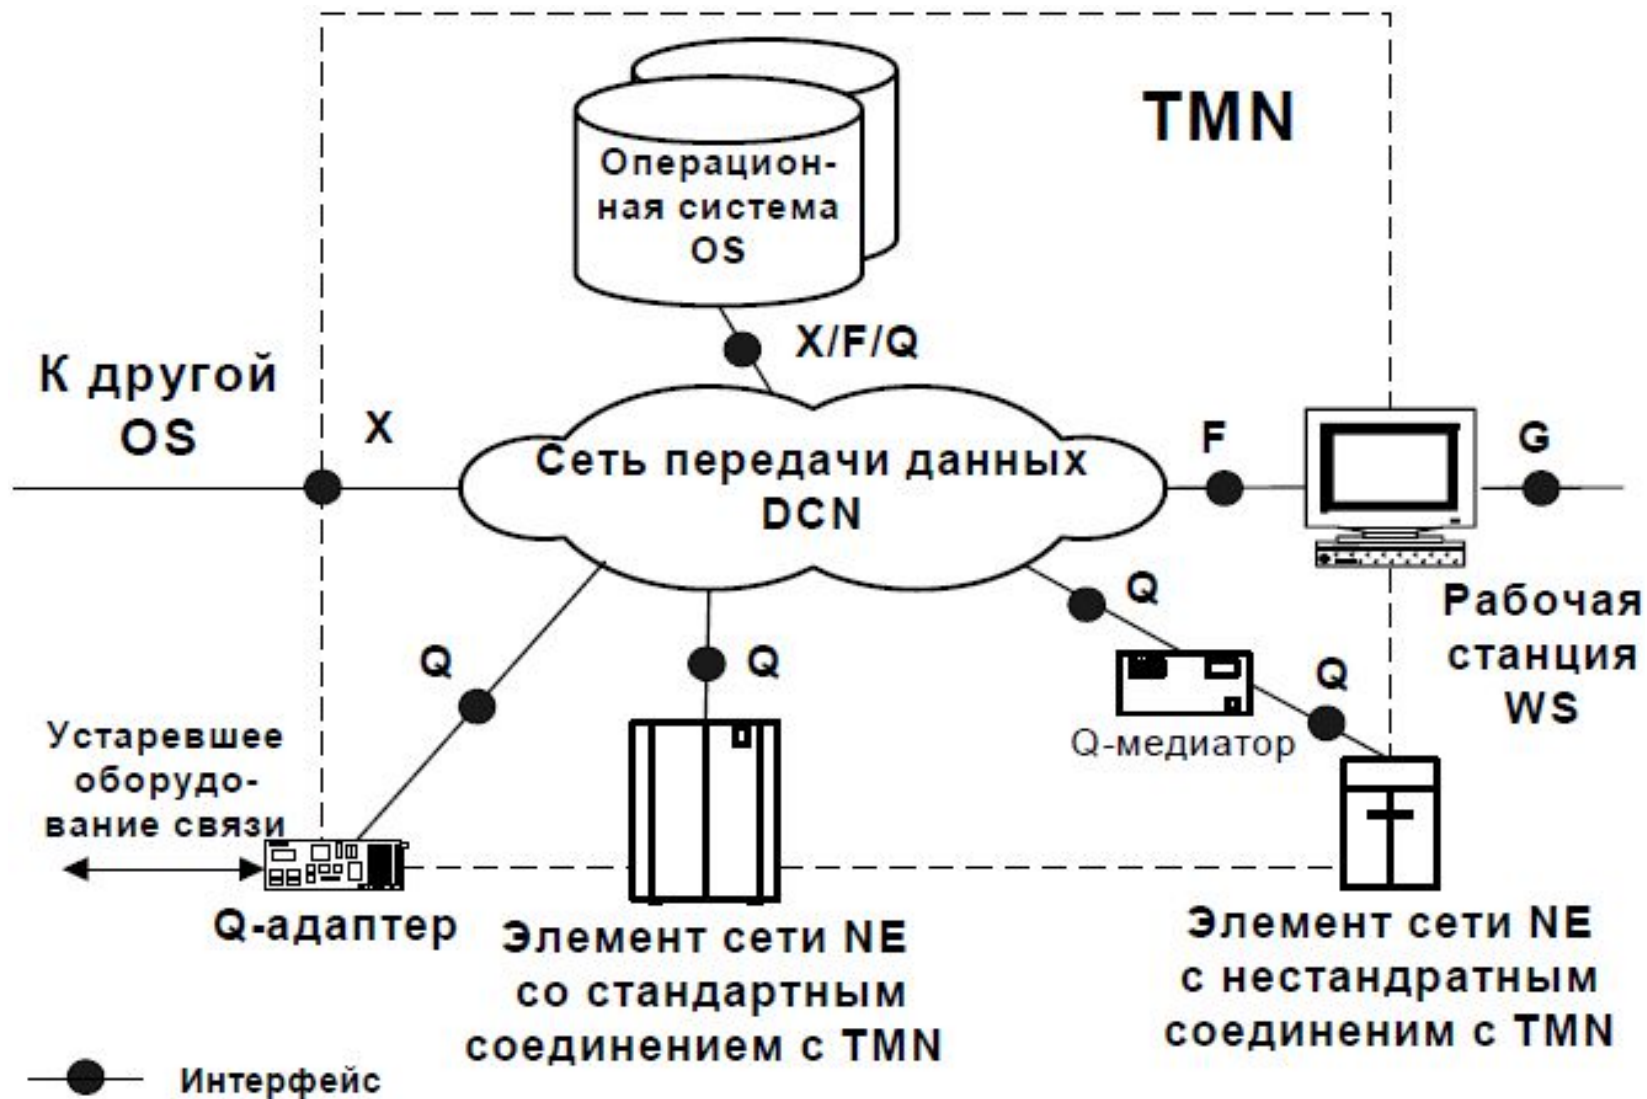 TMN
Операцион-
ная система
OS
X/F/Q
К другой
OS
X
Сеть передачи данных
DCN
F
G
Q
Q
Q
Q
Рабочая
станция
WS
Q-медиатор
Устаревшее
оборудо-
вание связи
Q-адаптер
Элемент сети NE
со стандартным
соединением с TMN
Элемент сети NE
с нестандратным
соединеним с TMN
Интерфейс